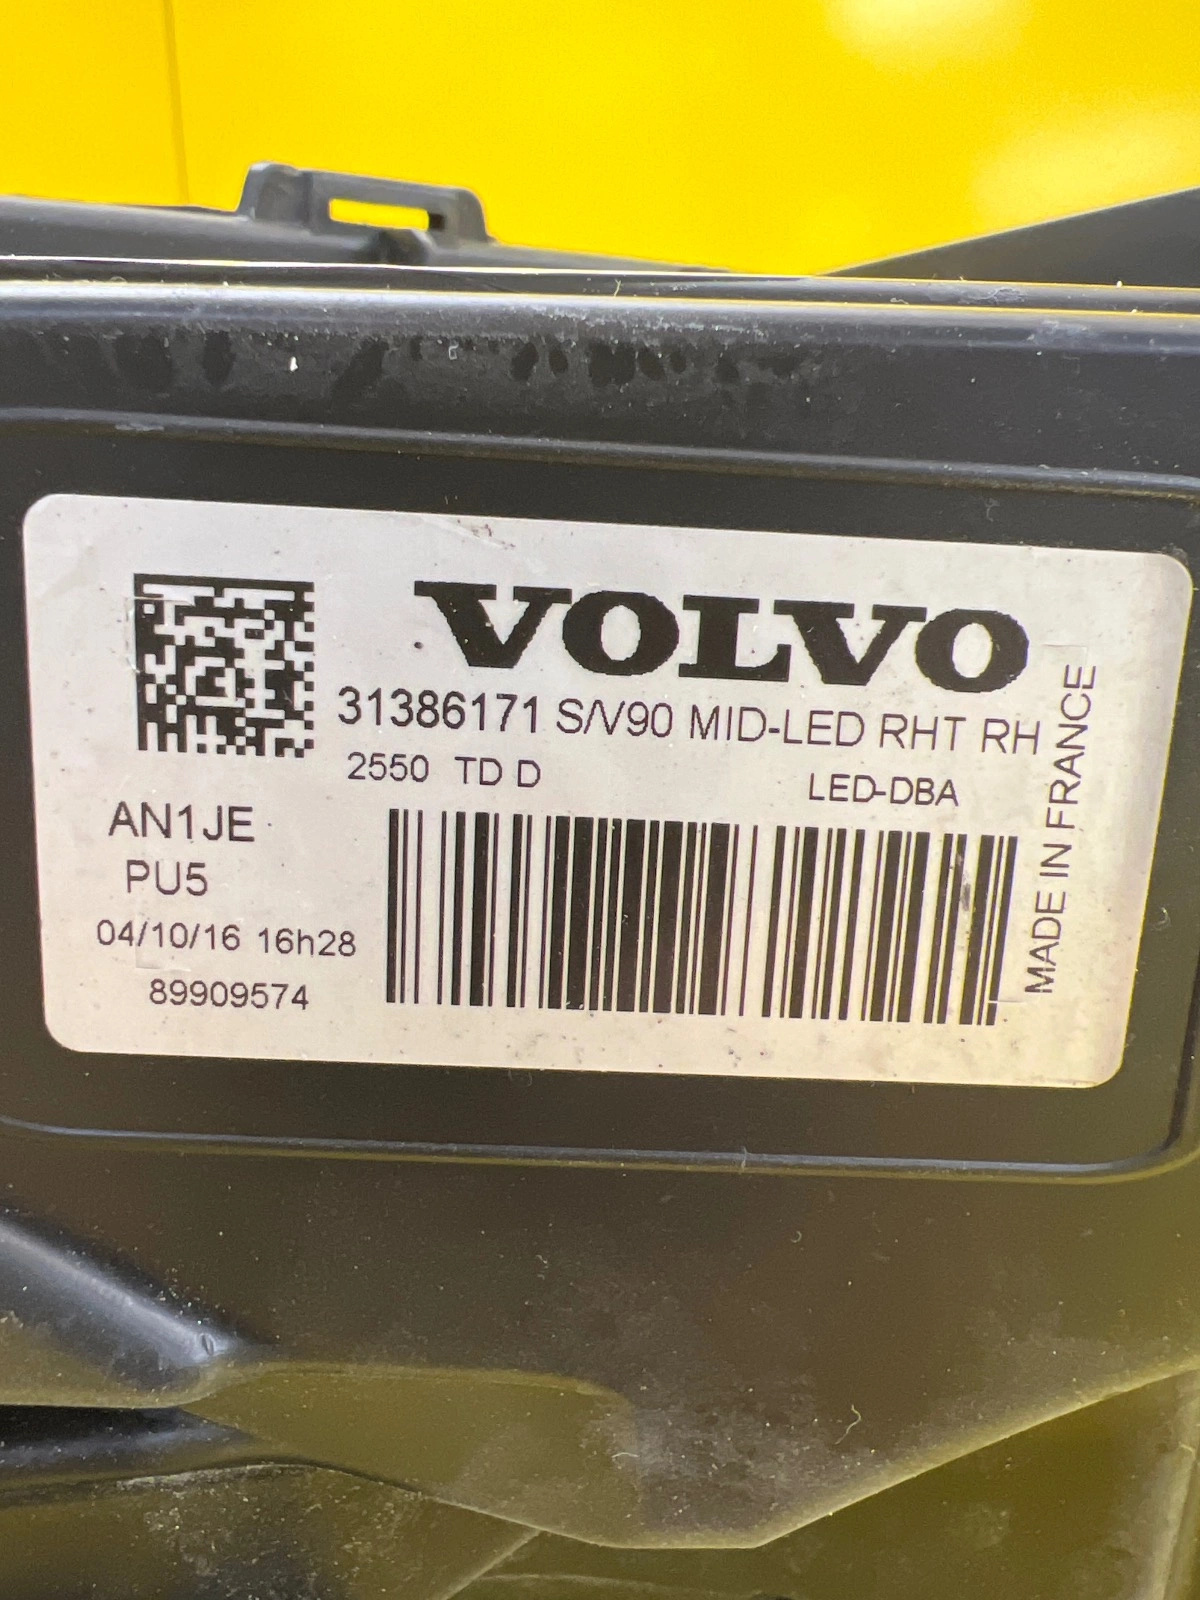 VOLVO
31386171 S/V90 MID-LED RHT RH
2550 TD D
LED-DBA
AN1JE
PU5
04/10/16 16h28
89909574
MADE IN FRANCE